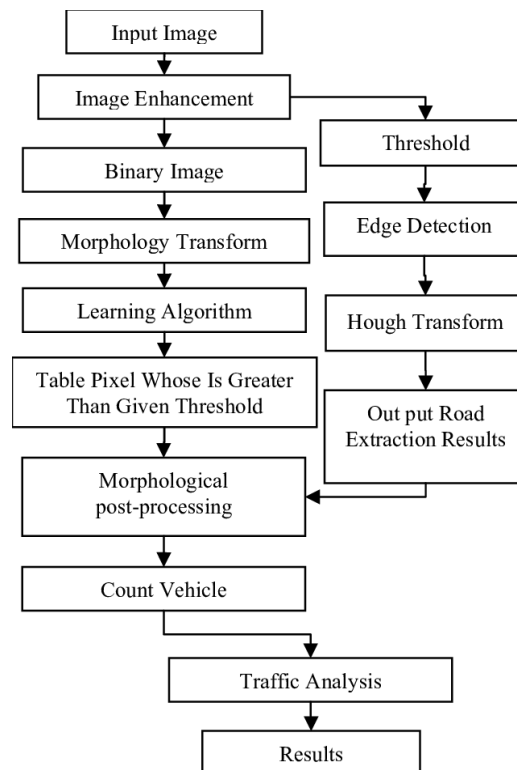 Input Image
Image Enhancement
Binary Image
Morphology Transform
Learning Algorithm
Table Pixel Whose Is Greater
Than Given Threshold
Threshold
Edge Detection
Hough Transform
Out put Road
Extraction Results
Morphological
post-processing
Count Vehicle
Traffic Analysis
Results